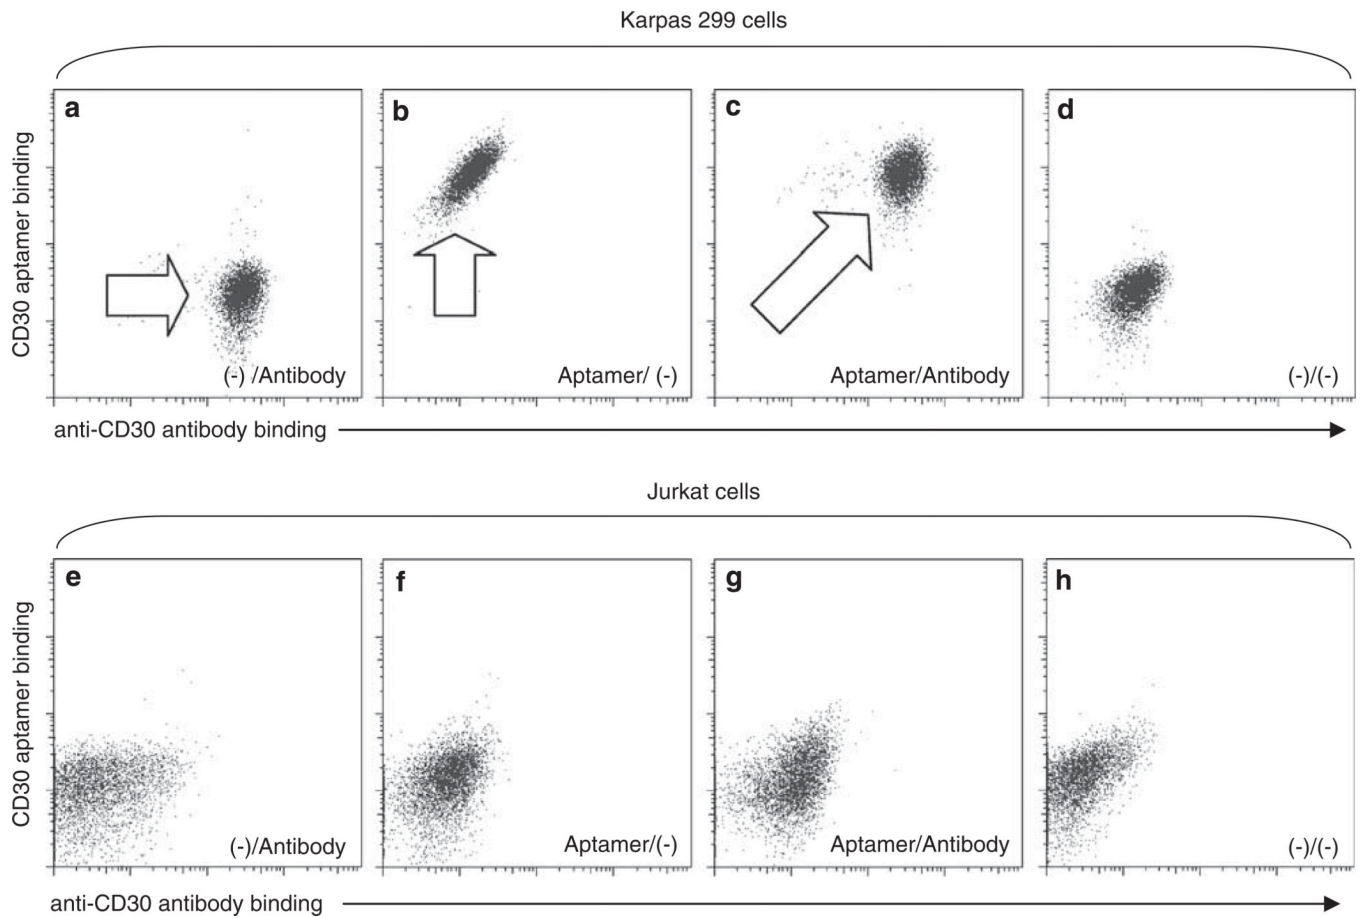 Karpas 299 cells
a
b
c
d
CD30 aptamer binding
(-) /Antibody
Aptamer/ (-)
Aptamer/Antibody
(-)/(-)
anti-CD30 antibody binding
Jurkat cells
e
f
g
h
CD30 aptamer binding
(-)/Antibody
Aptamer/(-)
Aptamer/Antibody
(-)/(-)
anti-CD30 antibody binding